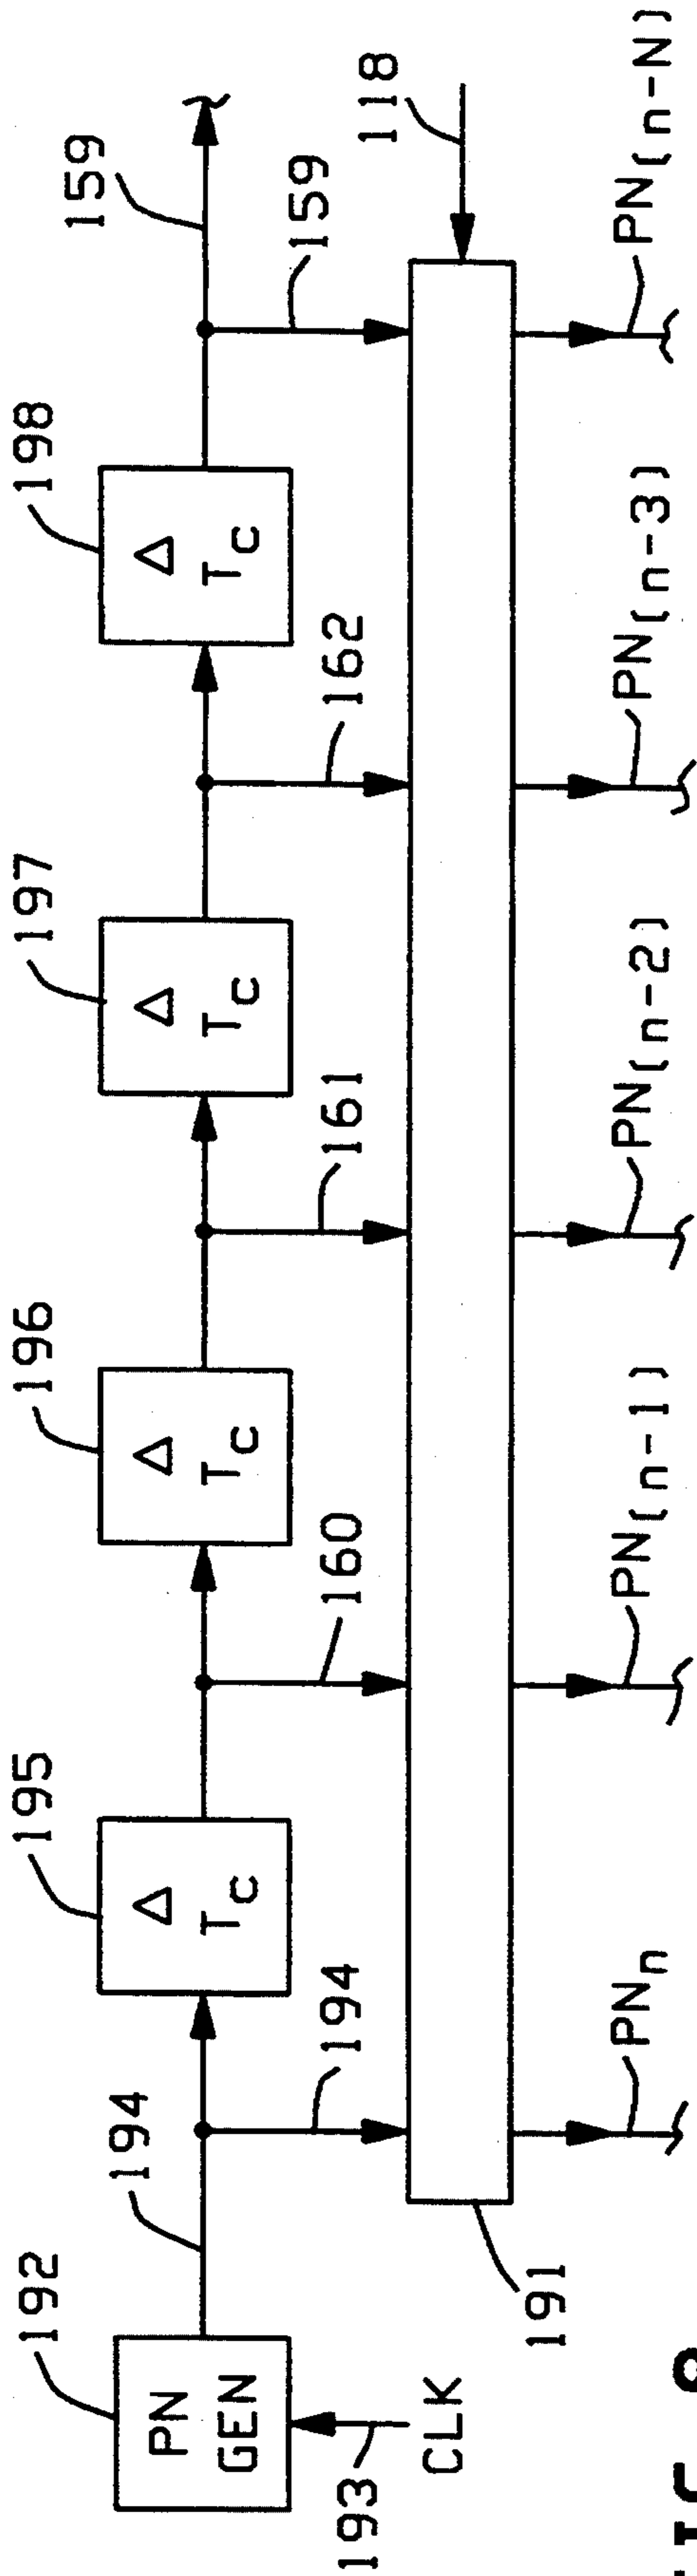 192
194
195
196
197
198
159
PN
GEN
Δ
TC
Δ
TC
Δ
TC
Δ
TC
193
CLK
194
160
161
162
159
118
191
PNn
PN(n-1)
PN(n-2)
PN(n-3)
PN(n-N)